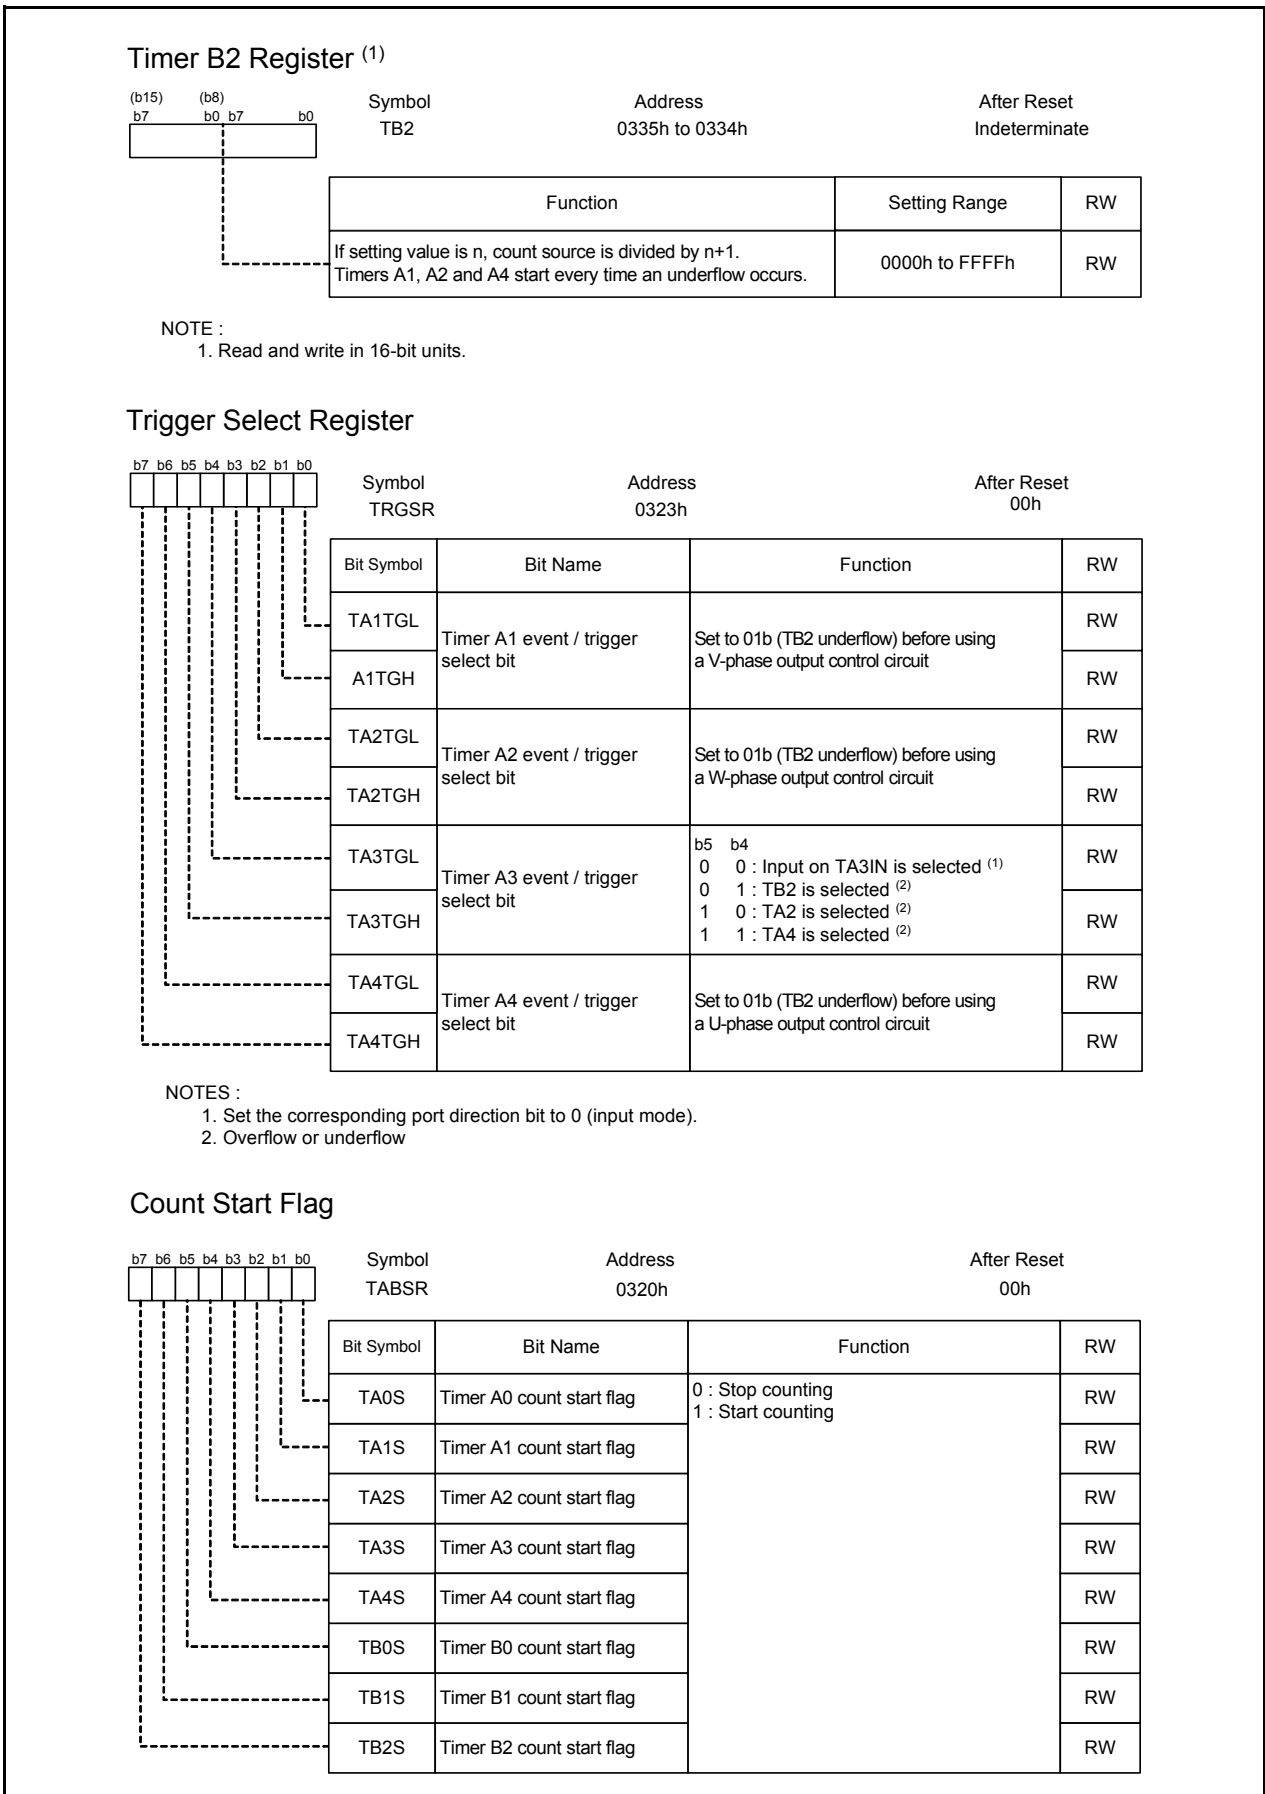 Timer B2 Register (1)
(b15) (b8)
b7 b0 b7 b0
Symbol Address After Reset
TB2 0335h to 0334h Indeterminate
Function Setting Range RW
If setting value is n, count source is divided by n+1.
Timers A1, A2 and A4 start every time an underflow occurs.
0000h to FFFFh RW
NOTE :
1. Read and write in 16-bit units.
Trigger Select Register
b7 b6 b5 b4 b3 b2 b1 b0
Symbol Address After Reset
TRGSR 0323h 00h
Bit Symbol Bit Name Function RW
TA1TGL RW
Timer A1 event / trigger
select bit
Set to 01b (TB2 underflow) before using
a V-phase output control circuit
A1TGH RW
TA2TGL RW
Timer A2 event / trigger
select bit
Set to 01b (TB2 underflow) before using
a W-phase output control circuit
TA2TGH RW
TA3TGL RW
Timer A3 event / trigger
select bit
b5 b4
0 0 : Input on TA3IN is selected (1)
0 1 : TB2 is selected (2)
1 0 : TA2 is selected (2)
1 1 : TA4 is selected (2)
TA3TGH RW
TA4TGL RW
Timer A4 event / trigger
select bit
Set to 01b (TB2 underflow) before using
a U-phase output control circuit
TA4TGH RW
NOTES :
1. Set the corresponding port direction bit to 0 (input mode).
2. Overflow or underflow
Count Start Flag
b7 b6 b5 b4 b3 b2 b1 b0
Symbol Address After Reset
TABSR 0320h 00h
Bit Symbol Bit Name Function RW
TA0S Timer A0 count start flag RW
0 : Stop counting
1 : Start counting
TA1S Timer A1 count start flag RW
TA2S Timer A2 count start flag RW
TA3S Timer A3 count start flag RW
TA4S Timer A4 count start flag RW
TB0S Timer B0 count start flag RW
TB1S Timer B1 count start flag RW
TB2S Timer B2 count start flag RW